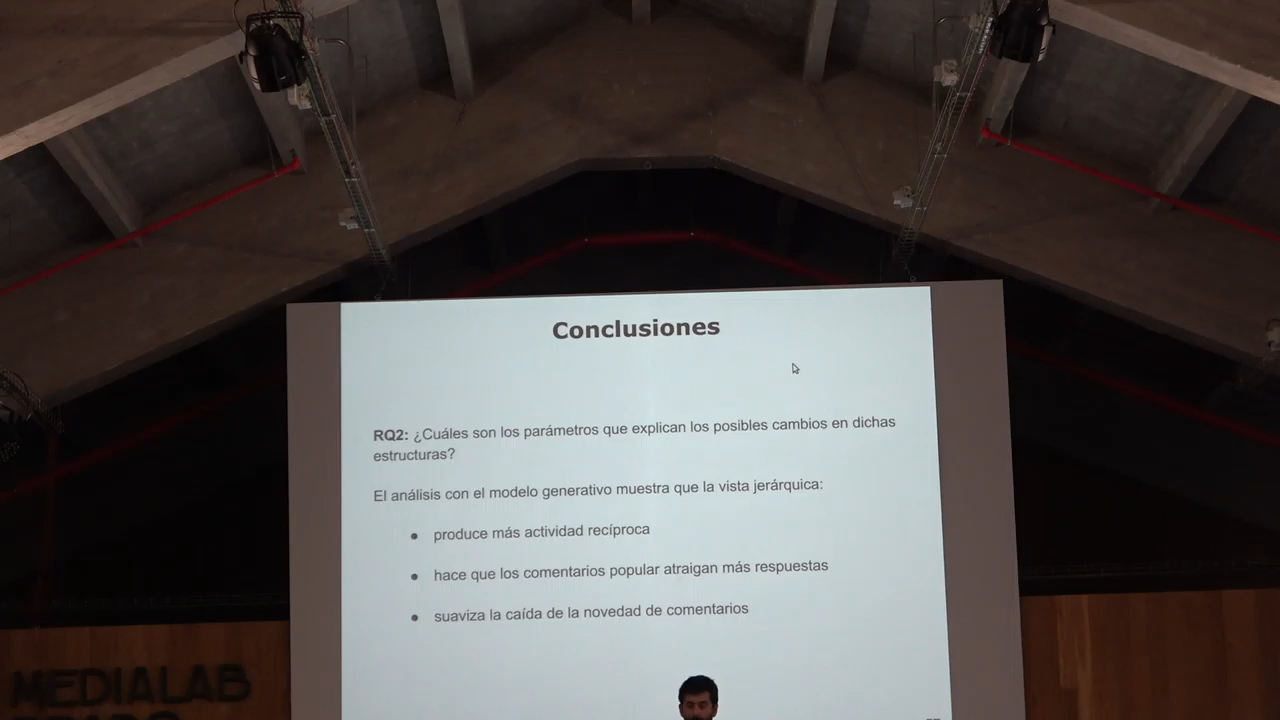 Conclusiones
RQ2: ¿Cuáles son los parámetros que explican los posibles cambios en dichas
estructuras?
El análisis con el modelo generativo muestra que la vista jerárquica:
● produce más actividad recíproca
● hace que los comentarios popular atraigan más respuestas
● suaviza la caída de la novedad de comentarios
MEDIALAB